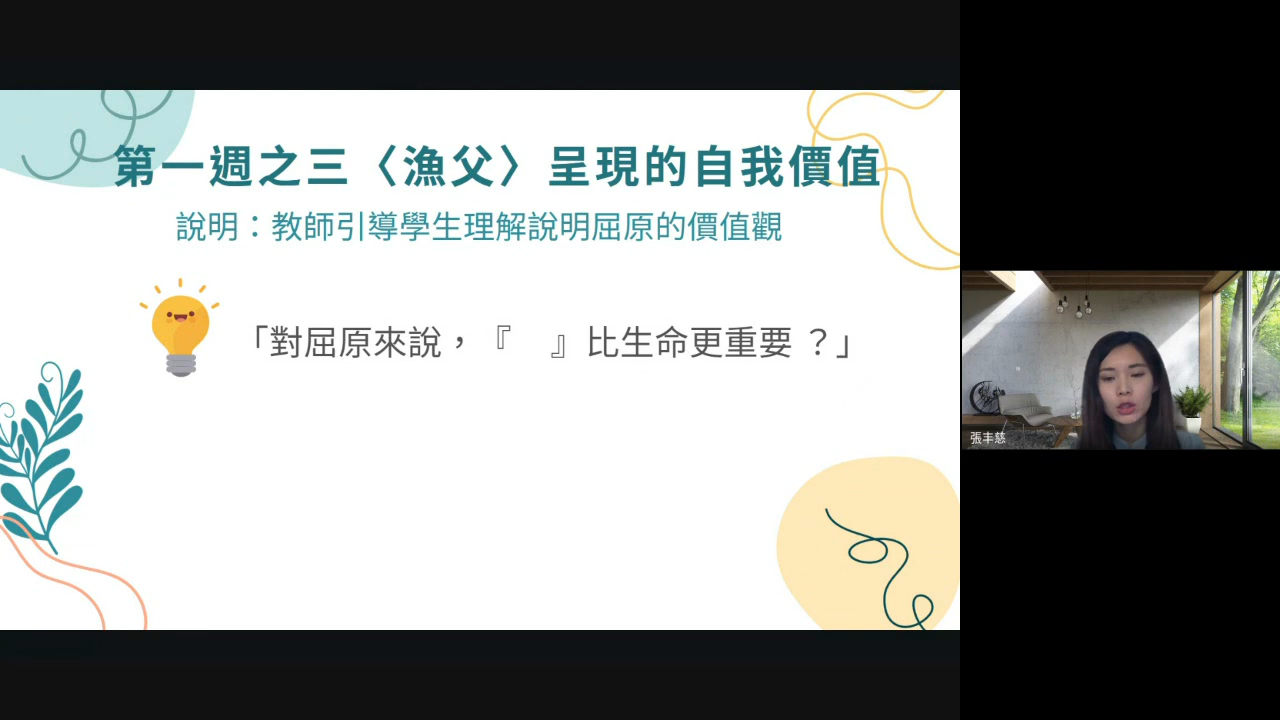 第一週之三〈漁父〉呈現的自我價值
說明：教師引導學生理解說明屈原的價值觀
「對屈原來說，『　』比生命更重要 ？」
張丰慈